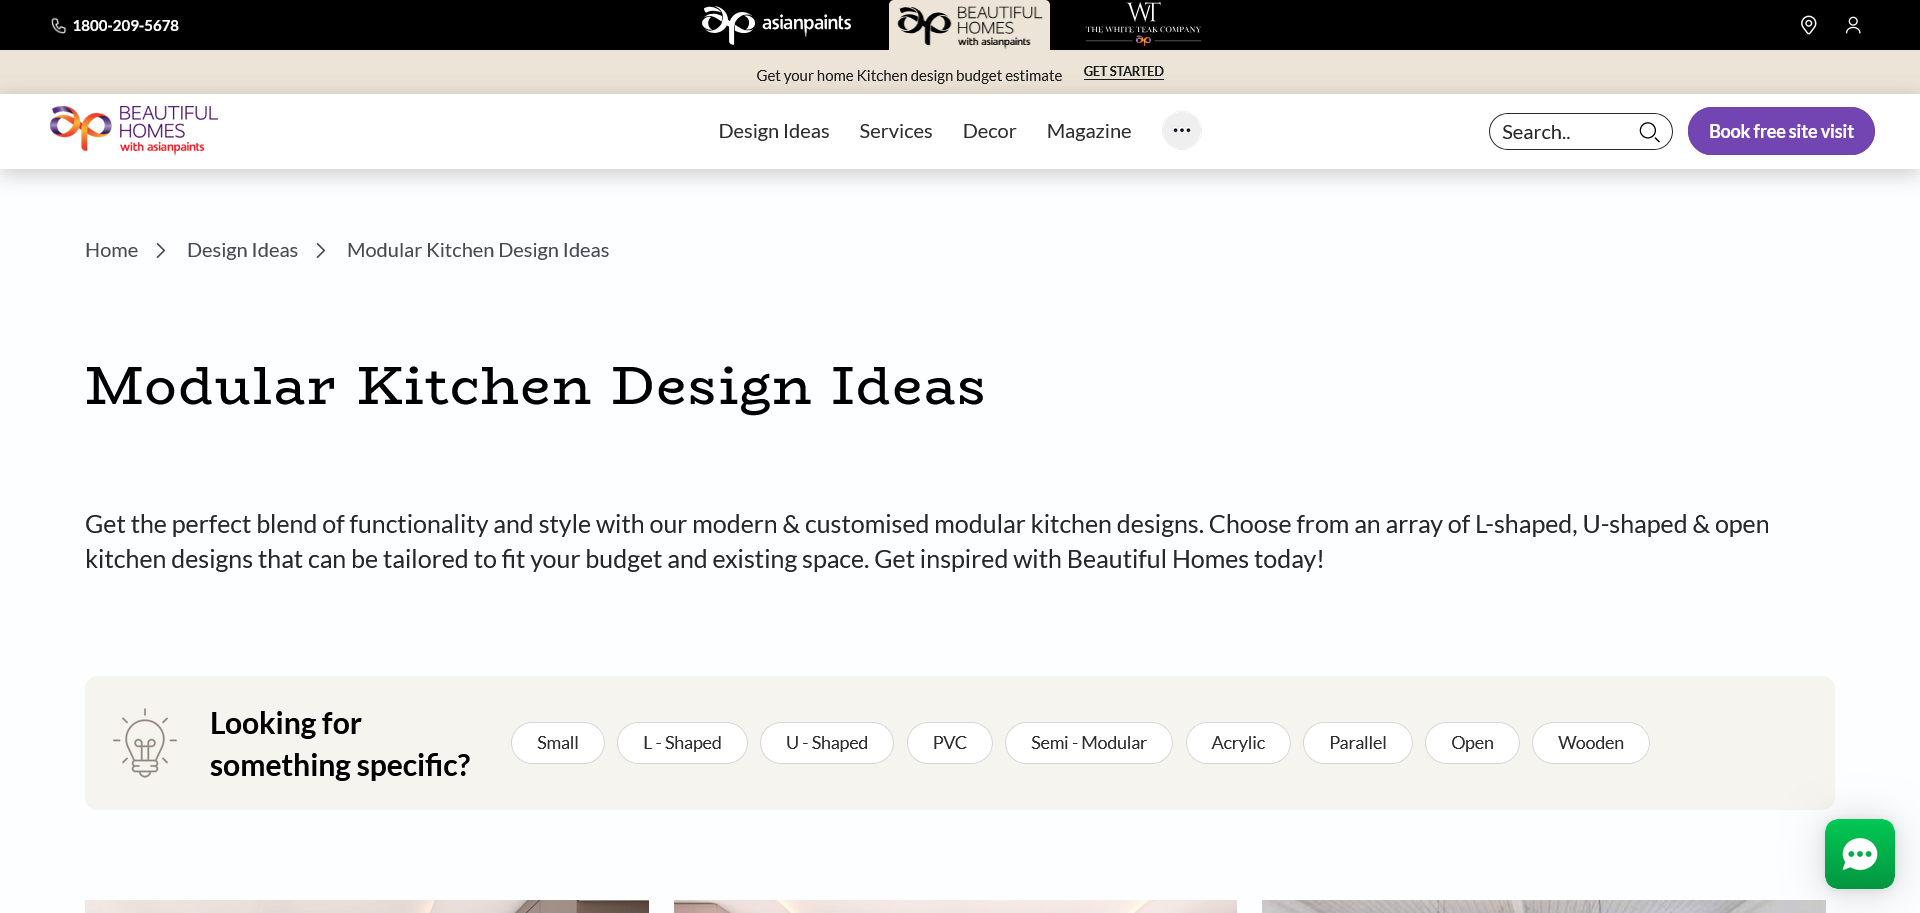 1800-209-5678
asianpaints
BEAUTIFUL
HOMES
with asianpaints
WT
THE WHITE TEAK COMPANY
ap
Get your home Kitchen design budget estimate GET STARTED
ap BEAUTIFUL
HOMES
with asianpaints
Design Ideas Services Decor Magazine ...
Search..
Book free site visit
Home > Design Ideas > Modular Kitchen Design Ideas
Modular Kitchen Design Ideas
Get the perfect blend of functionality and style with our modern & customised modular kitchen designs. Choose from an array of L-shaped, U-shaped & open
kitchen designs that can be tailored to fit your budget and existing space. Get inspired with Beautiful Homes today!
Looking for
something specific?
Small L - Shaped U - Shaped PVC Semi - Modular Acrylic Parallel Open Wooden